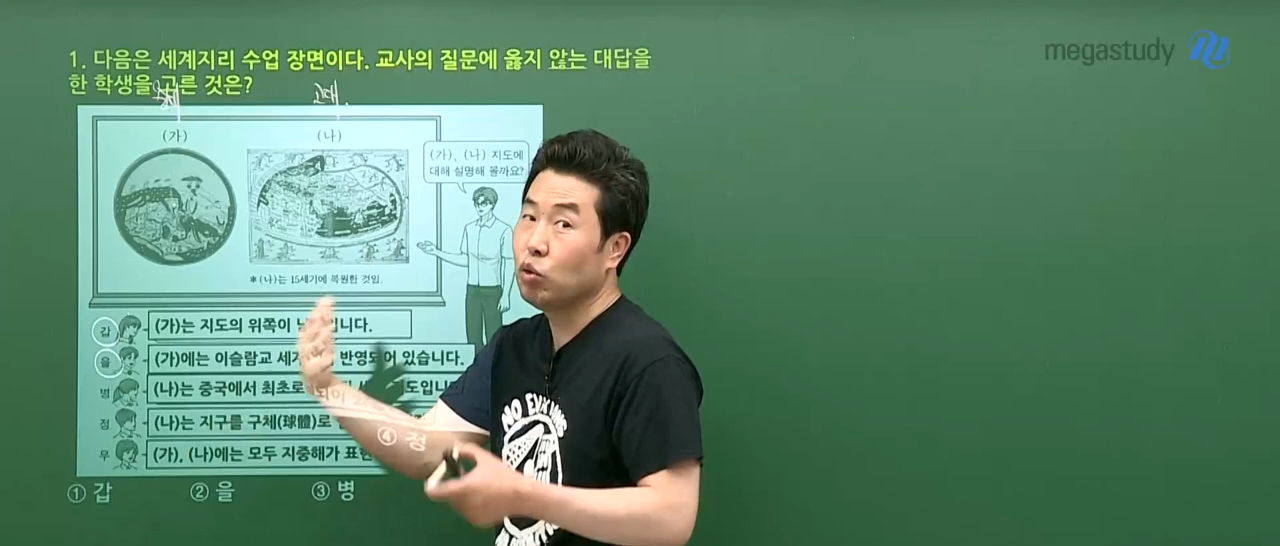 megastudy
1. 다음은 세계지리 수업 장면이다. 교사의 질문에 옳지 않는 대답을
한 학생을 고른 것은?
고대
(가)
(나)
(가), (나) 지도에
대해 설명해 볼까요?
*(나)는 15세기에 복원한 것임.
갑 (가)는 지도의 위쪽이 입니다.
을 (가)에는 이슬람교 반영되어 있습니다.
병 (나)는 중국에서 최초로
정 (나)는 지구를 구체(球體)로
무 (가), (나)에는 모두 지중해가
① 갑 ② 을 ③ 병 ④ 정
NO